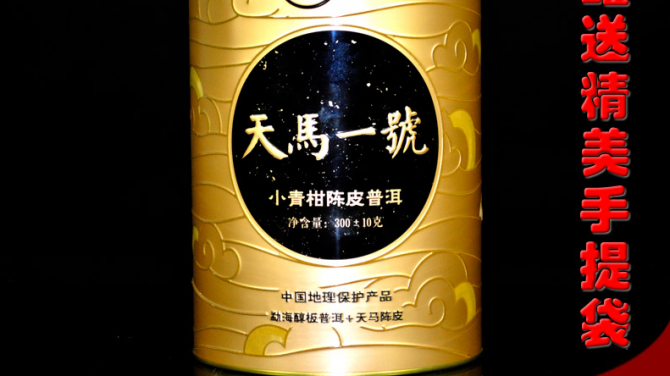 天馬一號
小青柑陈皮普洱
净含量：300±10克
中国地理保护产品
勐海醇板普洱+天马陈皮
送精美手提袋